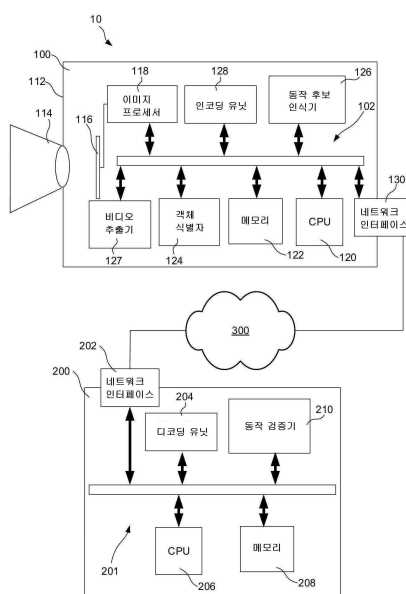 10
100
112
114
116
118
이미지
프로세서
128
인코딩 유닛
126
동작 후보
인식기
102
130
네트워크
인터페이스
비디오
추출기
127
객체
식별자
124
메모리
122
CPU
120
300
202
200
네트워크
인터페이스
204
디코딩 유닛
210
동작 검증기
201
CPU
206
메모리
208